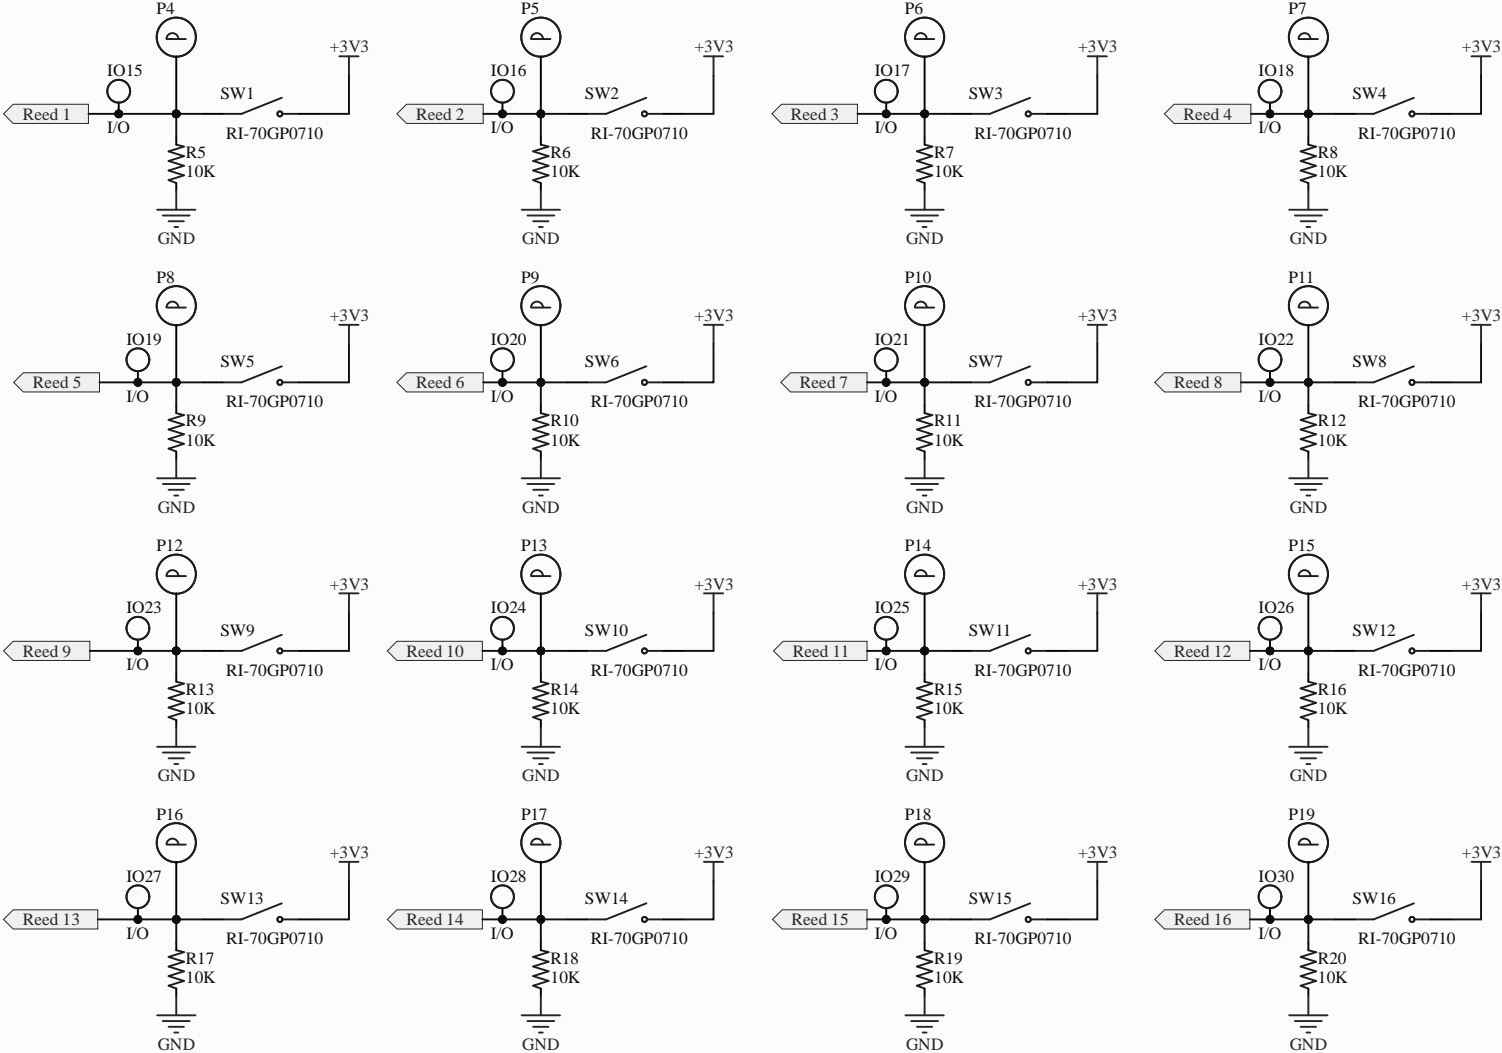 P4 P5 P6 P7
+3V3 +3V3 +3V3 +3V3
IO15 IO16 IO17 IO18
SW1 SW2 SW3 SW4
Reed 1 Reed 2 Reed 3 Reed 4
I/O I/O I/O I/O
RI-70GP0710 RI-70GP0710 RI-70GP0710 RI-70GP0710
R5 R6 R7 R8
10K 10K 10K 10K
GND GND GND GND
P8 P9 P10 P11
+3V3 +3V3 +3V3 +3V3
IO19 IO20 IO21 IO22
SW5 SW6 SW7 SW8
Reed 5 Reed 6 Reed 7 Reed 8
I/O I/O I/O I/O
RI-70GP0710 RI-70GP0710 RI-70GP0710 RI-70GP0710
R9 R10 R11 R12
10K 10K 10K 10K
GND GND GND GND
P12 P13 P14 P15
+3V3 +3V3 +3V3 +3V3
IO23 IO24 IO25 IO26
SW9 SW10 SW11 SW12
Reed 9 Reed 10 Reed 11 Reed 12
I/O I/O I/O I/O
RI-70GP0710 RI-70GP0710 RI-70GP0710 RI-70GP0710
R13 R14 R15 R16
10K 10K 10K 10K
GND GND GND GND
P16 P17 P18 P19
+3V3 +3V3 +3V3 +3V3
IO27 IO28 IO29 IO30
SW13 SW14 SW15 SW16
Reed 13 Reed 14 Reed 15 Reed 16
I/O I/O I/O I/O
RI-70GP0710 RI-70GP0710 RI-70GP0710 RI-70GP0710
R17 R18 R19 R20
10K 10K 10K 10K
GND GND GND GND